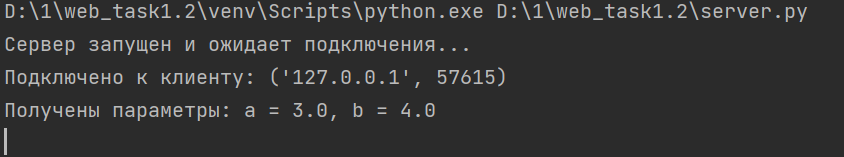 D:\1\web_task1.2\venv\Scripts\python.exe D:\1\web_task1.2\server.py
Сервер запущен и ожидает подключения...
Подключено к клиенту: ('127.0.0.1', 57615)
Получены параметры: a = 3.0, b = 4.0